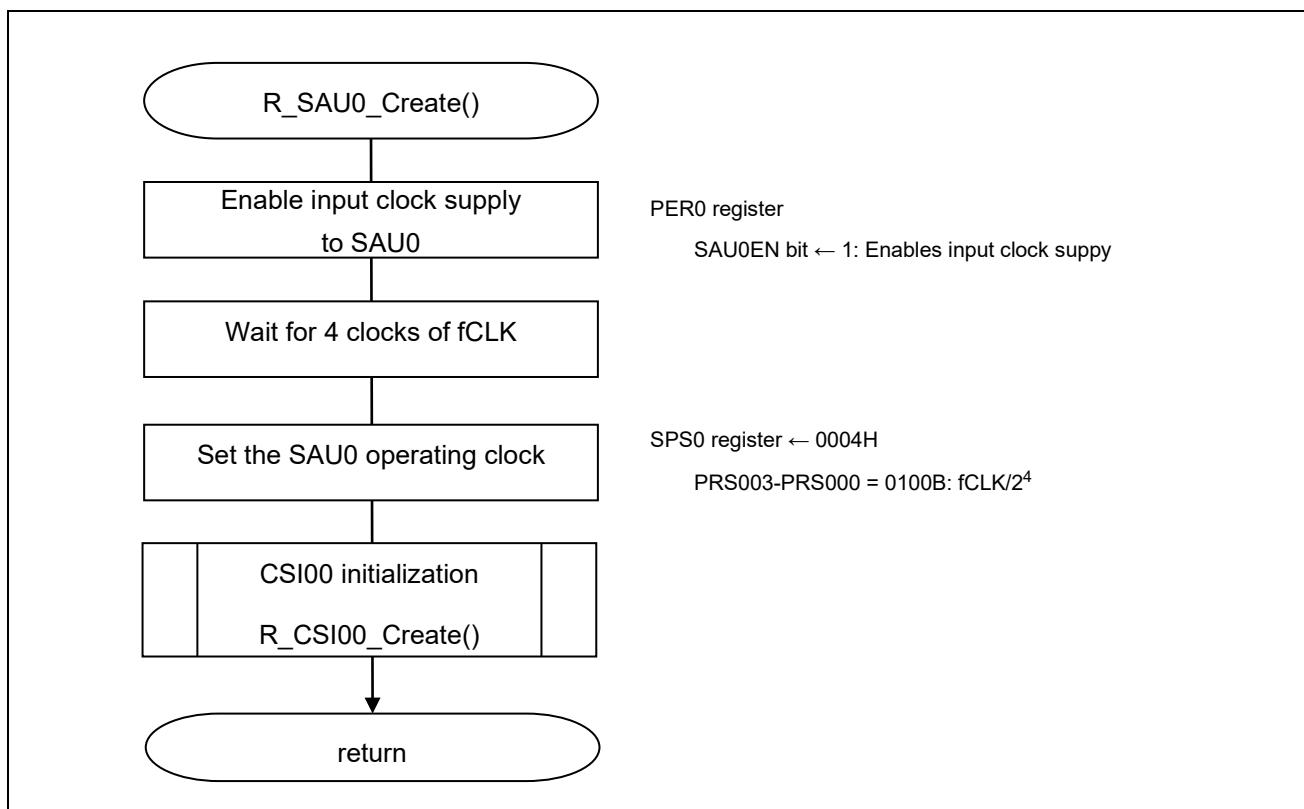 R_SAU0_Create()
Enable input clock supply
to SAU0
PER0 register
SAU0EN bit ← 1: Enables input clock suppy
Wait for 4 clocks of fCLK
Set the SAU0 operating clock
SPS0 register ← 0004H
PRS003-PRS000 = 0100B: fCLK/2⁴
CSI00 initialization
R_CSI00_Create()
return